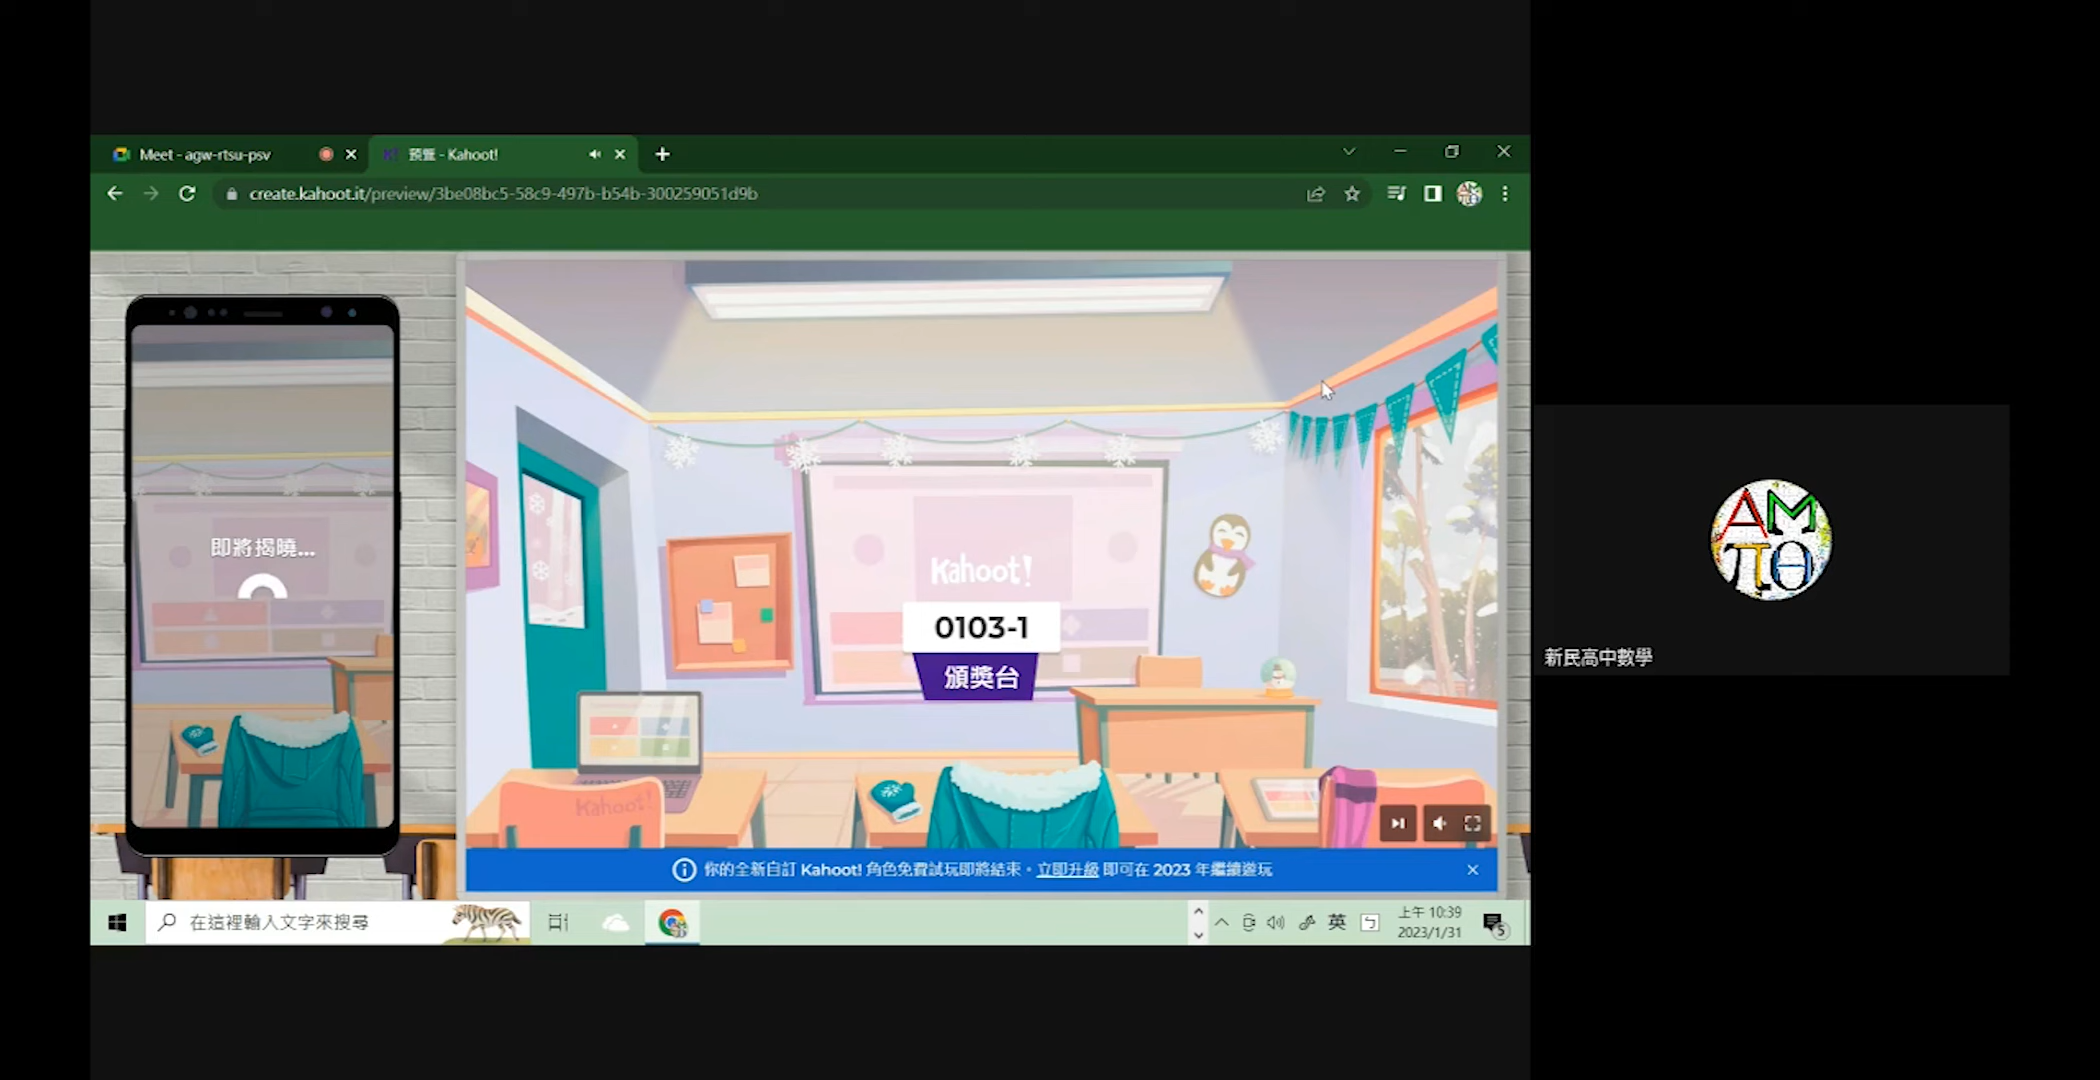 Meet - agw-rtsu-psv
預覽 - Kahoot!
create.kahoot.it/preview/3be08bc5-58c9-497b-b54b-300259051d9b
即將揭曉...
Kahoot!
0103-1
頒獎台
Kahoot!
你的全新自訂 Kahoot! 角色免費試玩即將結束。立即升級 即可在 2023 年繼續遊玩
在這裡輸入文字來搜尋
英
ㄅ
上午 10:39
2023/1/31
5
AM
πθ
新民高中數學